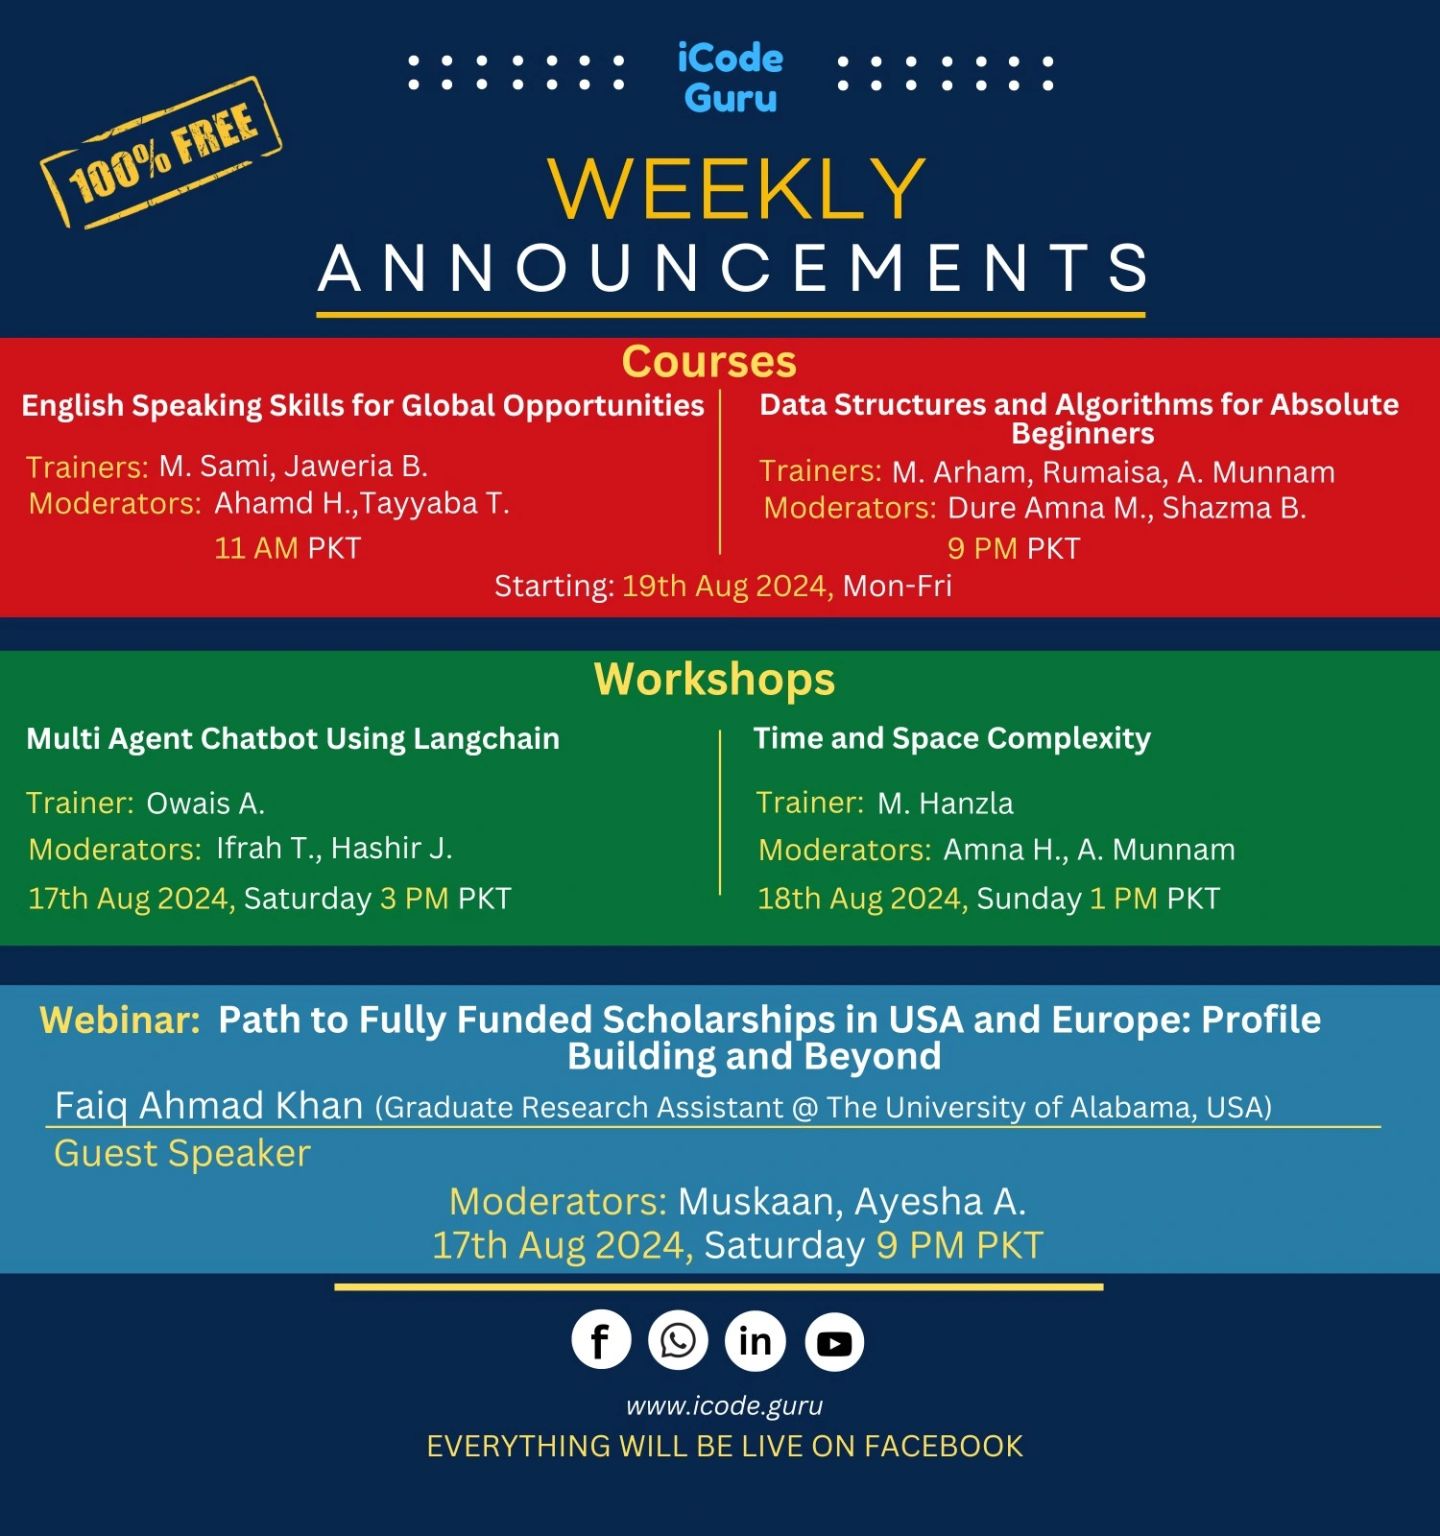 iCode
Guru
100% FREE
WEEKLY
ANNOUNCEMENTS
Courses
English Speaking Skills for Global Opportunities
Trainers: M. Sami, Jaweria B.
Moderators: Ahamd H.,Tayyaba T.
11 AM PKT
Data Structures and Algorithms for Absolute
Beginners
Trainers: M. Arham, Rumaisa, A. Munnam
Moderators: Dure Amna M., Shazma B.
9 PM PKT
Starting: 19th Aug 2024, Mon-Fri
Workshops
Multi Agent Chatbot Using Langchain
Trainer: Owais A.
Moderators: Ifrah T., Hashir J.
17th Aug 2024, Saturday 3 PM PKT
Time and Space Complexity
Trainer: M. Hanzla
Moderators: Amna H., A. Munnam
18th Aug 2024, Sunday 1 PM PKT
Webinar: Path to Fully Funded Scholarships in USA and Europe: Profile
Building and Beyond
Faiq Ahmad Khan (Graduate Research Assistant @ The University of Alabama, USA)
Guest Speaker
Moderators: Muskaan, Ayesha A.
17th Aug 2024, Saturday 9 PM PKT
www.icode.guru
EVERYTHING WILL BE LIVE ON FACEBOOK